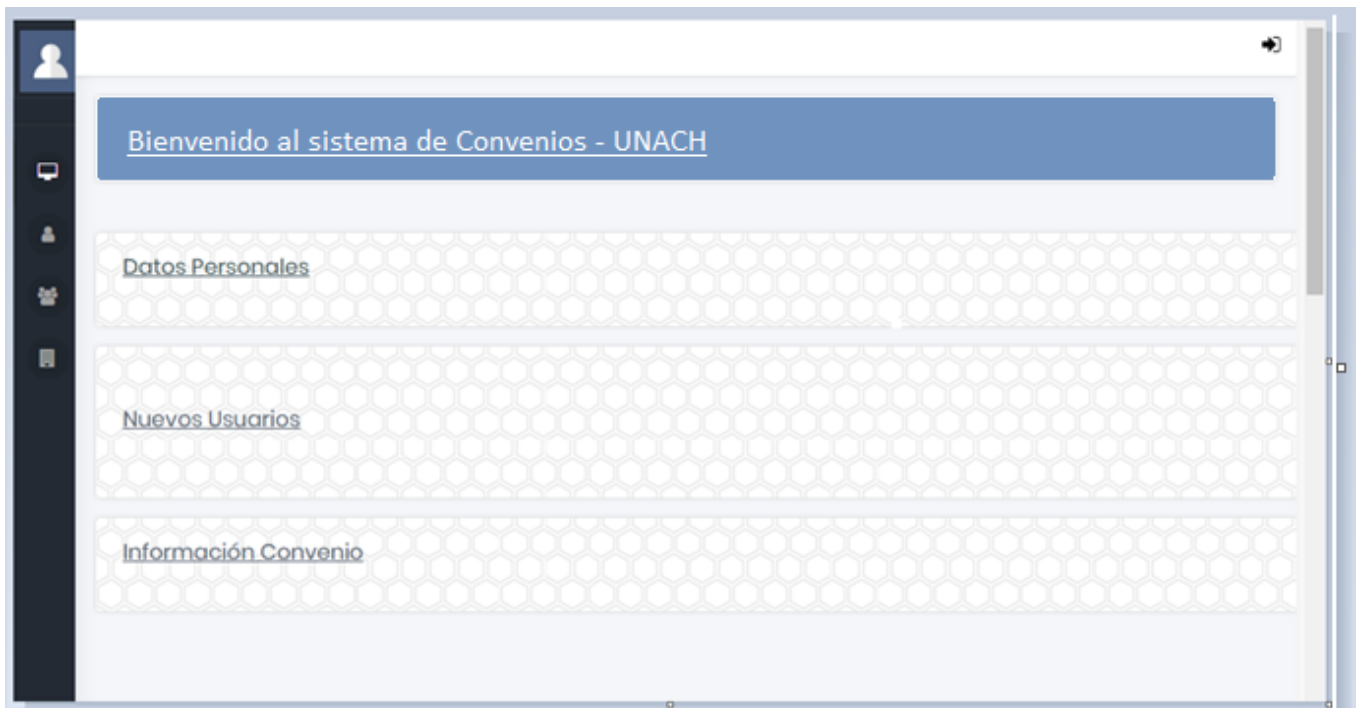 Bienvenido al sistema de Convenios - UNACH
Datos Personales
Nuevos Usuarios
Información Convenio